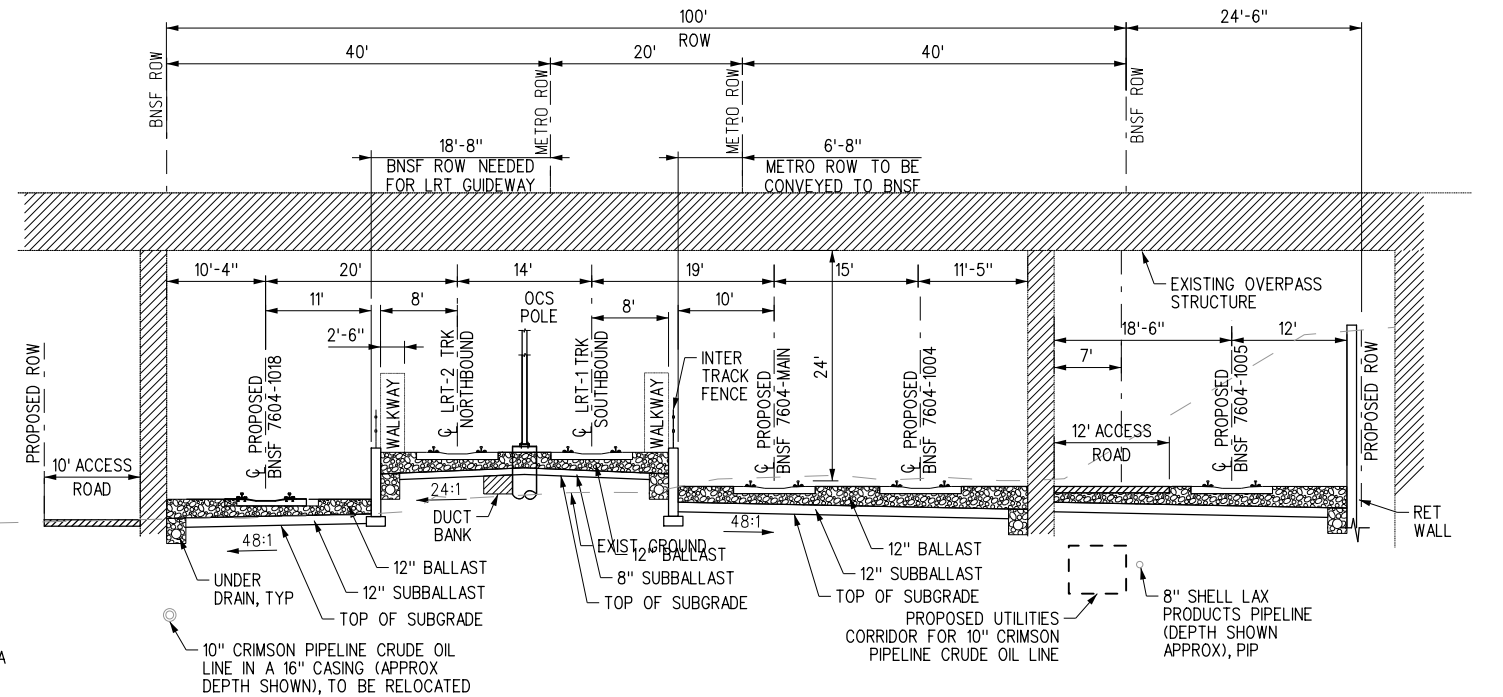 100'
ROW
24'-6"
40'
20'
40'
BNSF ROW
METRO ROW
METRO ROW
BNSF ROW
18'-8"
BNSF ROW NEEDED
FOR LRT GUIDEWAY
6'-8"
METRO ROW TO BE
CONVEYED TO BNSF
10'-4"
20'
14'
19'
15'
11'-5"
EXISTING OVERPASS
STRUCTURE
11'
8'
OCS
POLE
8'
10'
24'
18'-6"
12'
2'-6"
7'
INTER
TRACK
FENCE
PROPOSED ROW
PROPOSED
BNSF 7604-1018
WALKWAY
LRT-2 TRK
NORTHBOUND
LRT-1 TRK
SOUTHBOUND
WALKWAY
PROPOSED
BNSF 7604-MAIN
PROPOSED
BNSF 7604-1004
PROPOSED
BNSF 7604-1005
PROPOSED ROW
10' ACCESS
ROAD
12' ACCESS
ROAD
24:1
DUCT
BANK
48:1
48:1
EXIST GROUND
RET
WALL
12" BALLAST
12" SUBBALLAST
TOP OF SUBGRADE
12" BALLAST
8" SUBBALLAST
TOP OF SUBGRADE
12" BALLAST
12" SUBBALLAST
TOP OF SUBGRADE
UNDER
DRAIN, TYP
PROPOSED UTILITIES
CORRIDOR FOR 10" CRIMSON
PIPELINE CRUDE OIL LINE
8" SHELL LAX
PRODUCTS PIPELINE
(DEPTH SHOWN
APPROX), PIP
10" CRIMSON PIPELINE CRUDE OIL
LINE IN A 16" CASING (APPROX
DEPTH SHOWN), TO BE RELOCATED
A